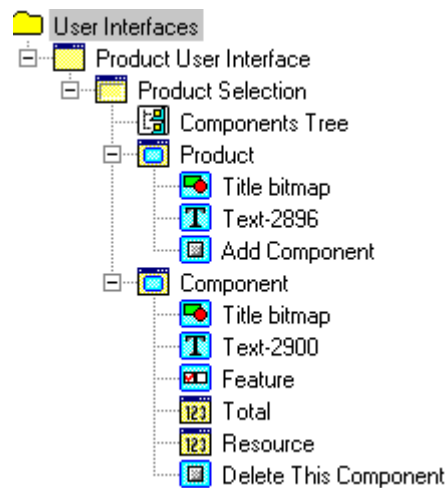 User Interfaces
Product User Interface
Product Selection
Components Tree
Product
Title bitmap
Text-2896
Add Component
Component
Title bitmap
Text-2900
Feature
Total
Resource
Delete This Component